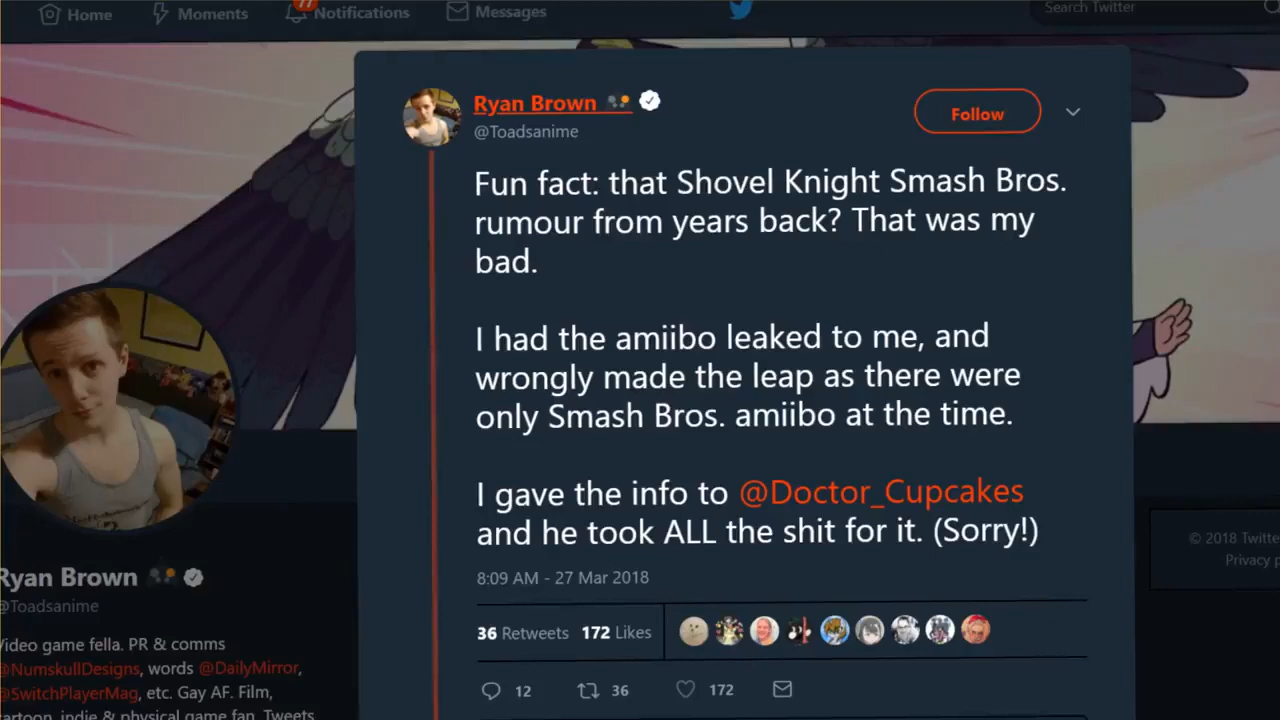 Home
Moments
Notifications
Messages
Search Twitter
Ryan Brown
@Toadsanime
Follow
Fun fact: that Shovel Knight Smash Bros.
rumour from years back? That was my
bad.
I had the amiibo leaked to me, and
wrongly made the leap as there were
only Smash Bros. amiibo at the time.
I gave the info to @Doctor_Cupcakes
and he took ALL the shit for it. (Sorry!)
8:09 AM - 27 Mar 2018
36 Retweets 172 Likes
12 36 172
Ryan Brown
@Toadsanime
Video game fella. PR & comms
@NumskullDesigns, words @DailyMirror,
@SwitchPlayerMag, etc. Gay AF. Film,
cartoon, indie & physical game fan. Tweets
© 2018 Twitte
Privacy p